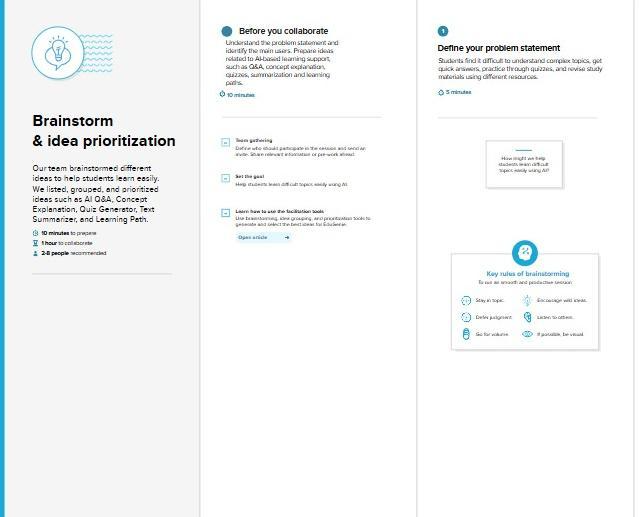 Brainstorm
& idea prioritization
Our team brainstormed different
ideas to help students learn easily.
We listed, grouped, and prioritized
ideas such as AI Q&A, Concept
Explanation, Quiz Generator, Text
Summarizer, and Learning Path.
10 minutes to prepare
1 hour to collaborate
2-8 people recommended
Before you collaborate
Understand the problem statement and
identify the main users. Prepare ideas
related to AI-based learning support,
such as Q&A, concept explanation,
quizzes, summarization and learning
paths.
10 minutes
Team gathering
Define who should participate in the session and send an
invite. Share relevant information or pre-work ahead.
Set the goal
Help students learn difficult topics easily using AI.
Learn how to use the facilitation tools
Use brainstorming, idea grouping, and prioritization tools to
generate and select the best ideas for EduGenie.
Open article
1
Define your problem statement
Students find it difficult to understand complex topics, get
quick answers, practice through quizzes, and revise study
materials using different resources.
5 minutes
How might we help
students learn difficult
topics easily using AI?
Key rules of brainstorming
To run an smooth and productive session
Stay in topic.
Encourage wild ideas.
Defer judgment.
Listen to others.
Go for volume.
If possible, be visual.